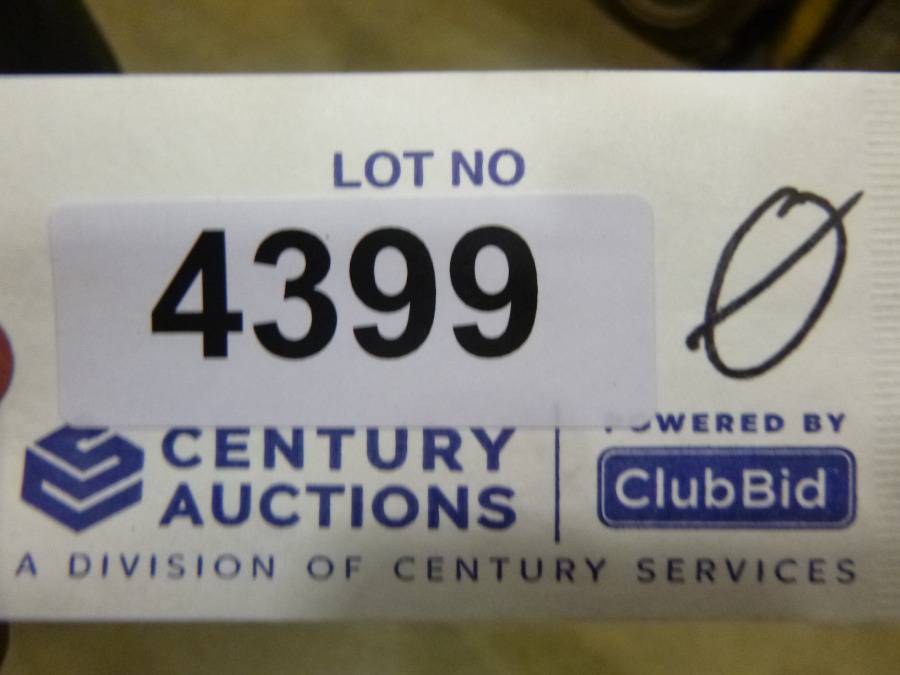 LOT NO
4399
Ø
CENTURY
AUCTIONS
POWERED BY
ClubBid
A DIVISION OF CENTURY SERVICES